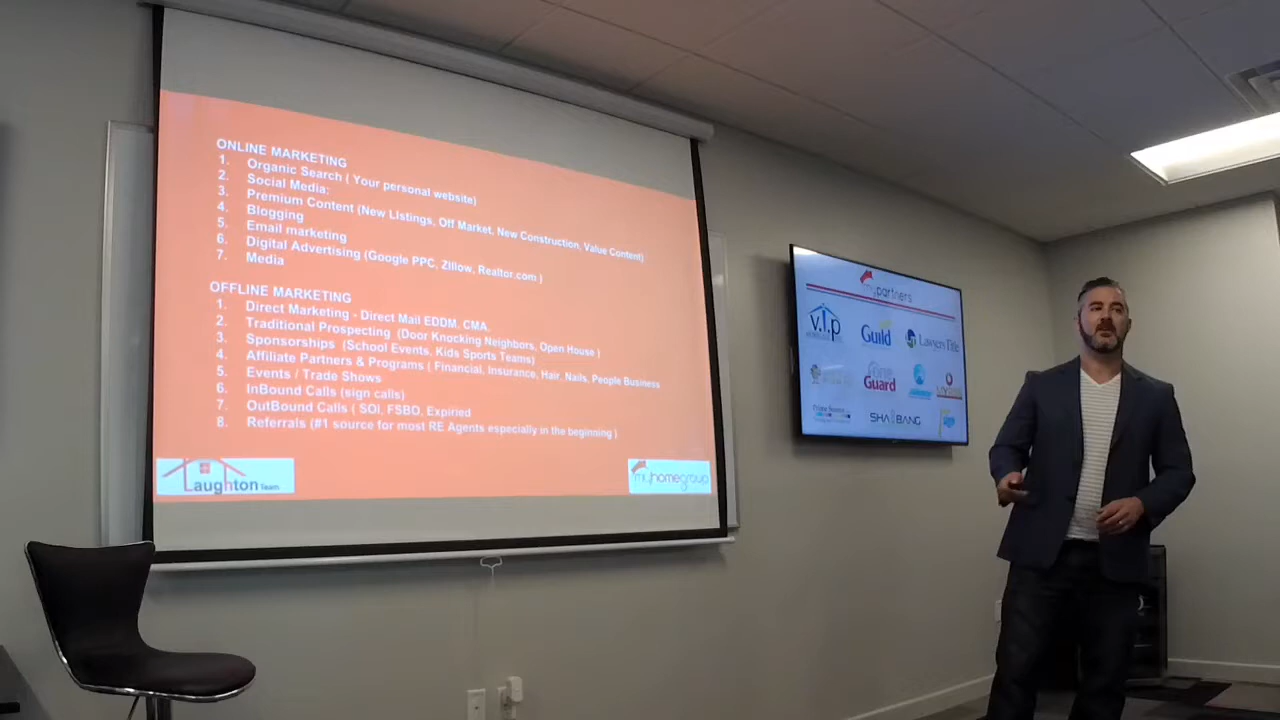 ONLINE MARKETING
1. Organic Search ( Your personal website)
2. Social Media:
3. Premium Content (New Listings, Off Market, New Construction, Value Content)
4. Blogging
5. Email marketing
6. Digital Advertising (Google PPC, Zillow, Realtor.com )
7. Media
OFFLINE MARKETING
1. Direct Marketing - Direct Mail EDDM, CMA,
2. Traditional Prospecting (Door Knocking Neighbors, Open House )
3. Sponsorships (School Events, Kids Sports Teams)
4. Affiliate Partners & Programs ( Financial, Insurance, Hair, Nails, People Business
5. Events / Trade Shows
6. InBound Calls (sign calls)
7. OutBound Calls ( SOI, FSBO, Expiried
8. Referrals (#1 source for most RE Agents especially in the beginning )
Laughton Team
myhomegroup
mypartners
v.i.p
Guild
Lawyers Title
Guard
SHA BANG